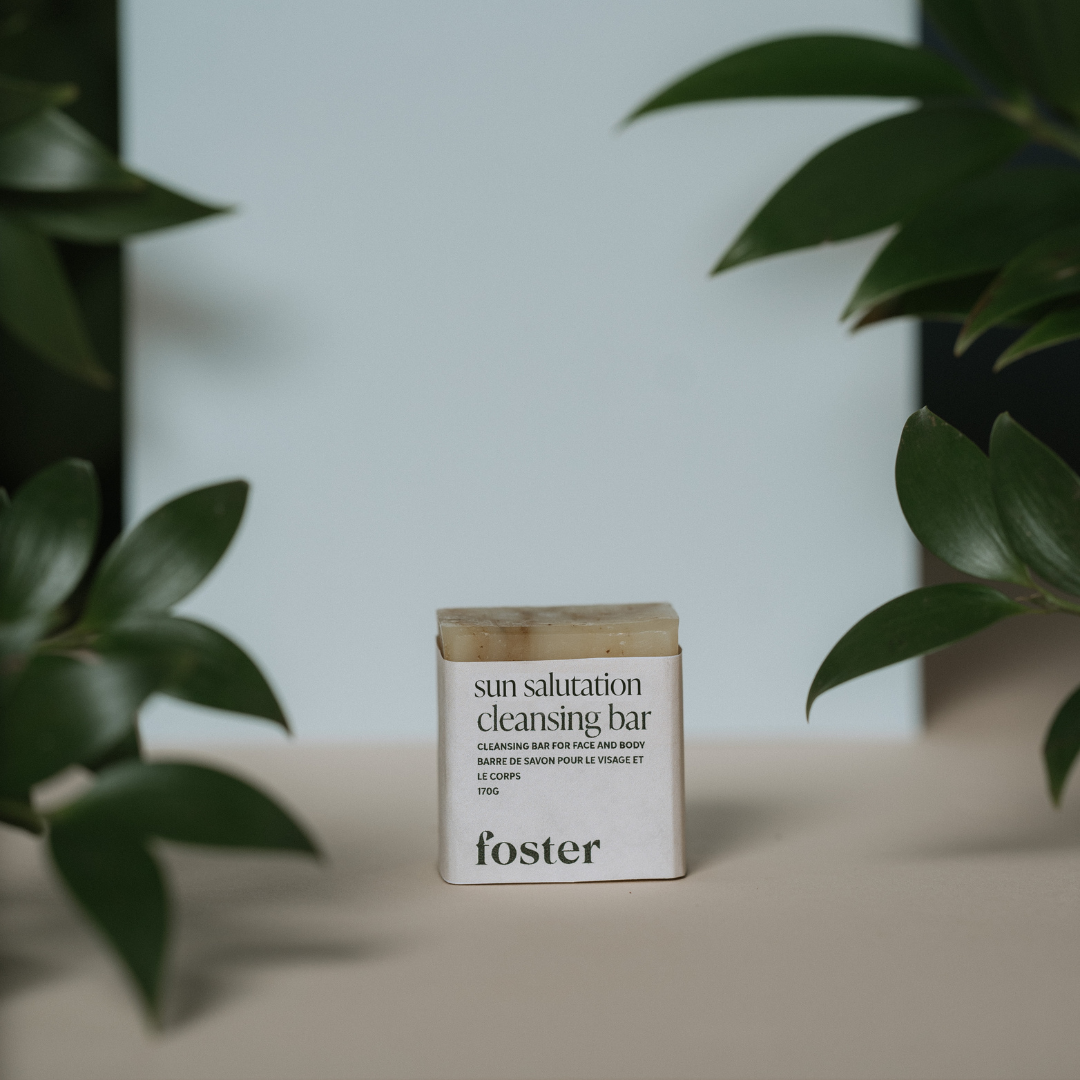 sun salutation
cleansing bar
CLEANSING BAR FOR FACE AND BODY
BARRE DE SAVON POUR LE VISAGE ET
LE CORPS
170G
foster